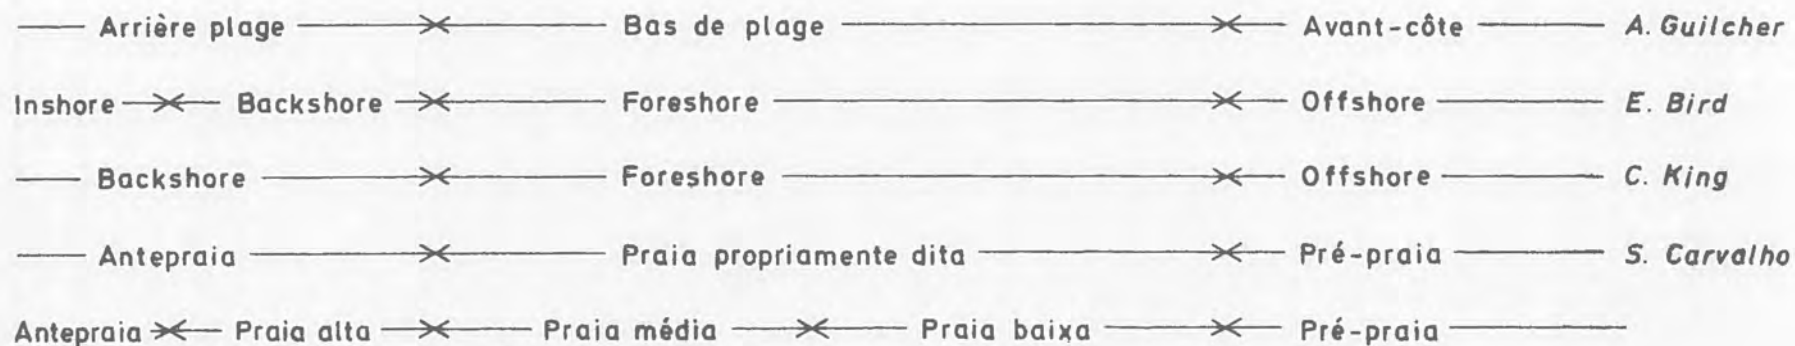 Arrière plage Bas de plage Avant-côte A. Guilcher
Inshore Backshore Foreshore Offshore E. Bird
Backshore Foreshore Offshore C. King
Antepraia Praia propriamente dita Pré-praia S. Carvalho
Antepraia Praia alta Praia média Praia baixa Pré-praia